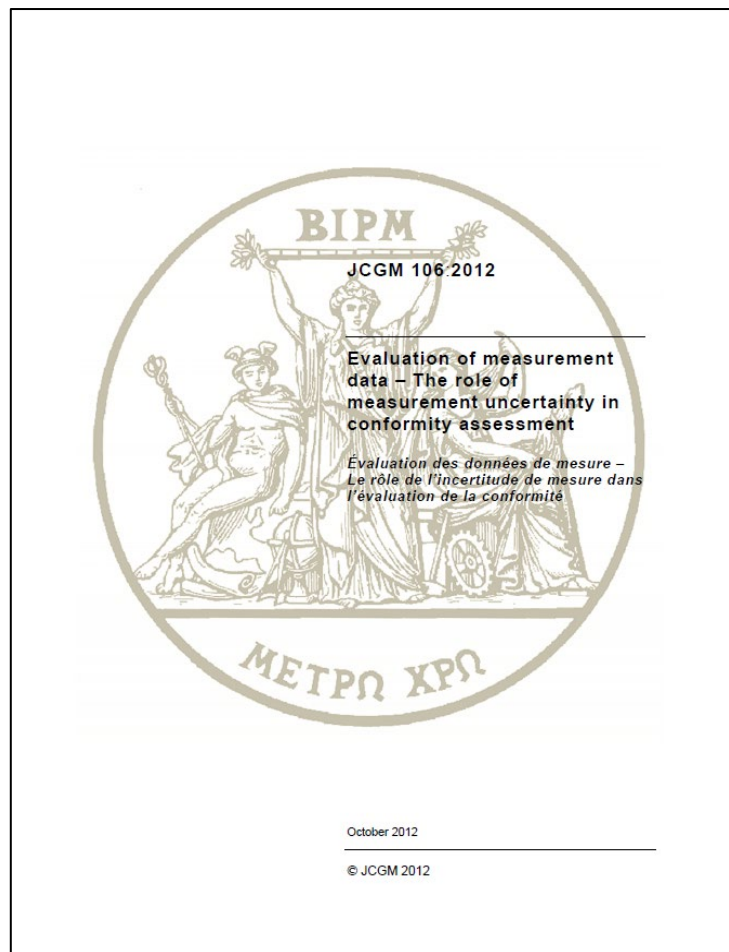 BIPM
JCGM 106:2012
Evaluation of measurement
data – The role of
measurement uncertainty in
conformity assessment
Évaluation des données de mesure –
Le rôle de l’incertitude de mesure dans
l’évaluation de la conformité
ΜΕΤΡΩ ΧΡΩ
October 2012
© JCGM 2012